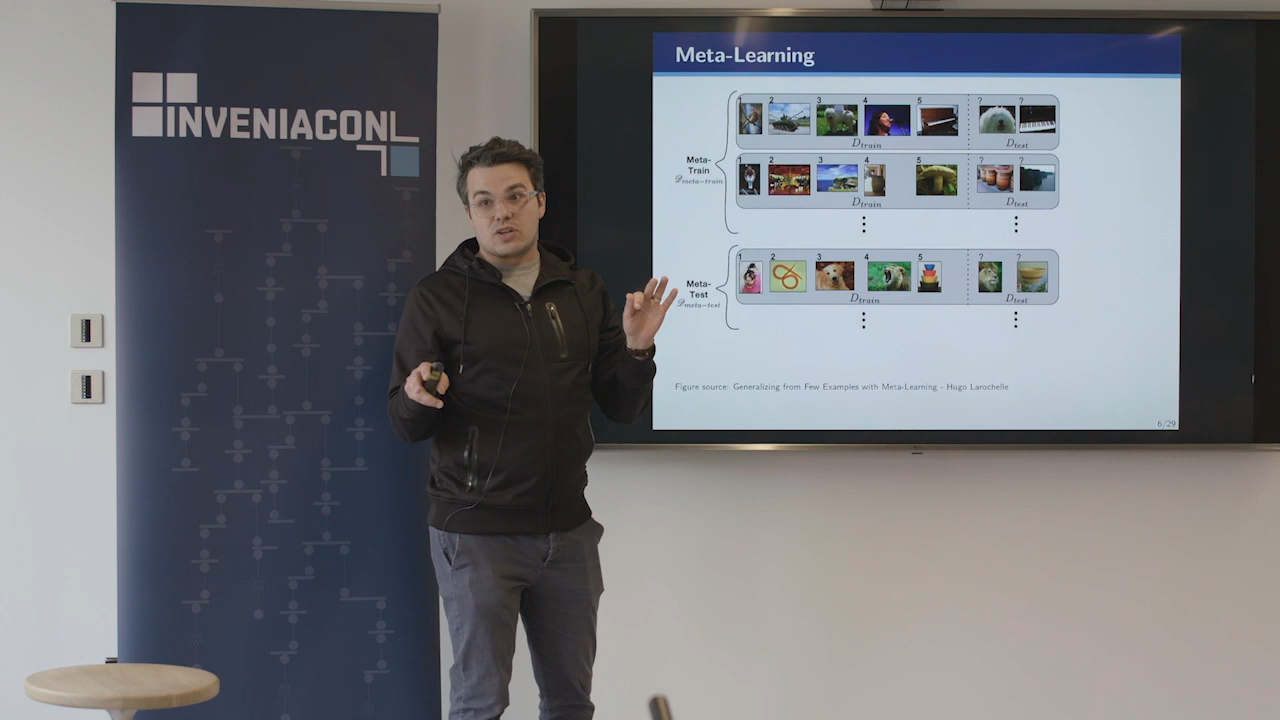 INVENIACON
Meta-Learning
1 2 3 4 5 ? ?
D_train D_test
Meta-
Train
𝒟_meta-train
1 2 3 4 5 ? ?
D_train D_test
Meta-
Test
𝒟_meta-test
1 2 3 4 5 ? ?
D_train D_test
Figure source: Generalizing from Few Examples with Meta-Learning - Hugo Larochelle
6/29